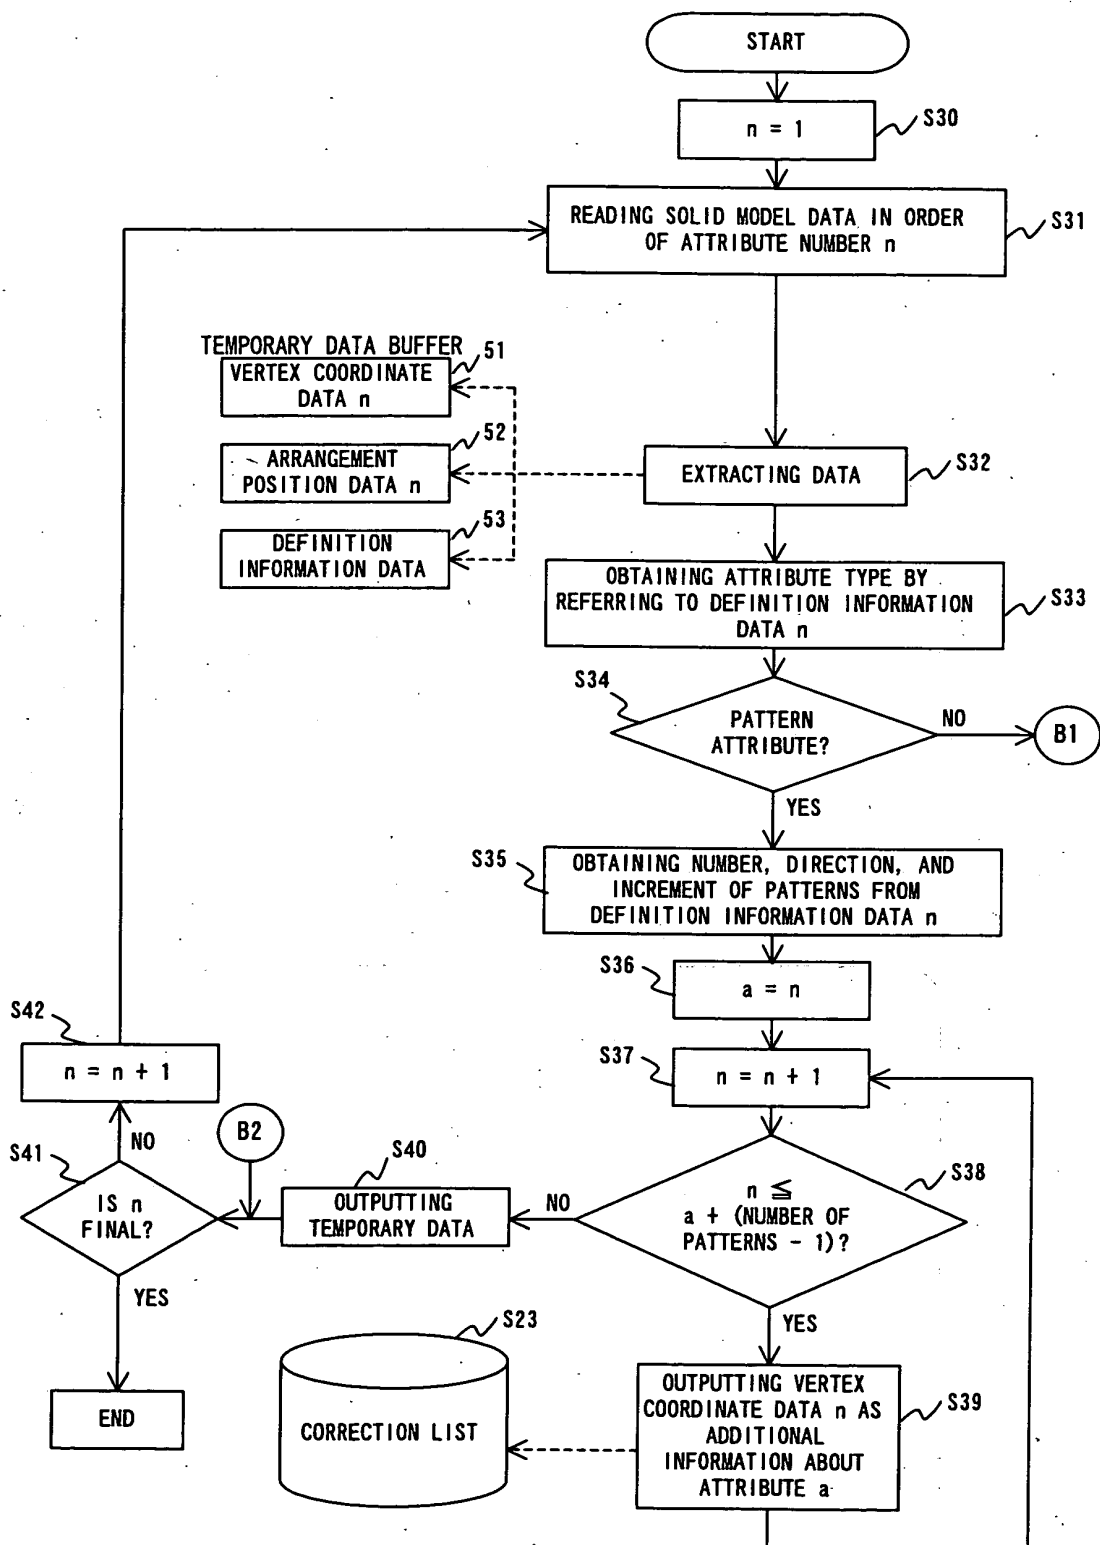 START
n = 1
S30
READING SOLID MODEL DATA IN ORDER
OF ATTRIBUTE NUMBER n
S31
TEMPORARY DATA BUFFER
51
VERTEX COORDINATE
DATA n
52
ARRANGEMENT
POSITION DATA n
53
DEFINITION
INFORMATION DATA
EXTRACTING DATA
S32
OBTAINING ATTRIBUTE TYPE BY
REFERRING TO DEFINITION INFORMATION
DATA n
S33
S34
PATTERN
ATTRIBUTE?
NO
B1
YES
S35
OBTAINING NUMBER, DIRECTION, AND
INCREMENT OF PATTERNS FROM
DEFINITION INFORMATION DATA n
S36
a = n
S37
n = n + 1
S42
n = n + 1
NO
B2
S41
IS n
FINAL?
YES
END
S40
OUTPUTTING
TEMPORARY DATA
NO
S38
n ≦
a + (NUMBER OF
PATTERNS - 1)?
YES
S23
CORRECTION LIST
OUTPUTTING VERTEX
COORDINATE DATA n AS
ADDITIONAL
INFORMATION ABOUT
ATTRIBUTE a
S39